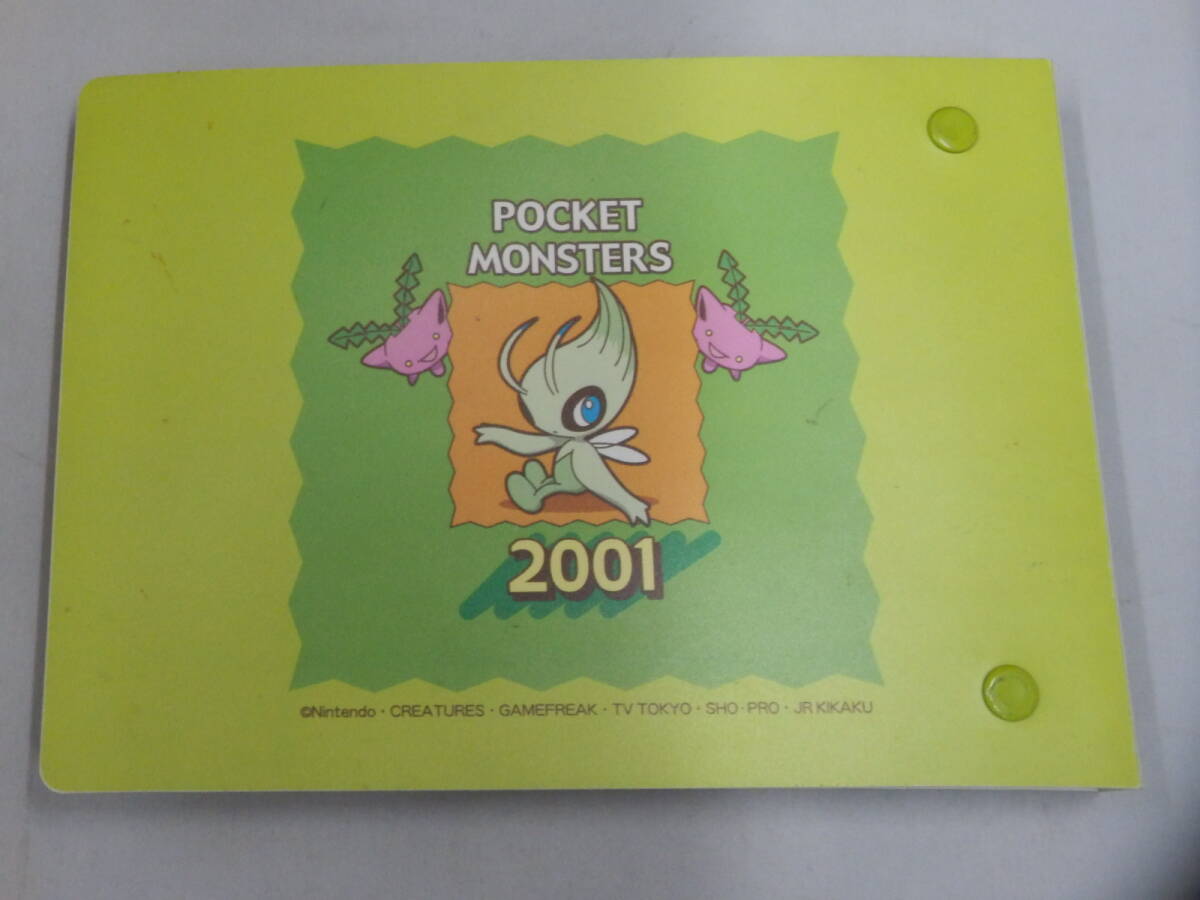 POCKET
MONSTERS
2001
©Nintendo・CREATURES・GAMEFREAK・TV TOKYO・SHO・PRO・JR KIKAKU